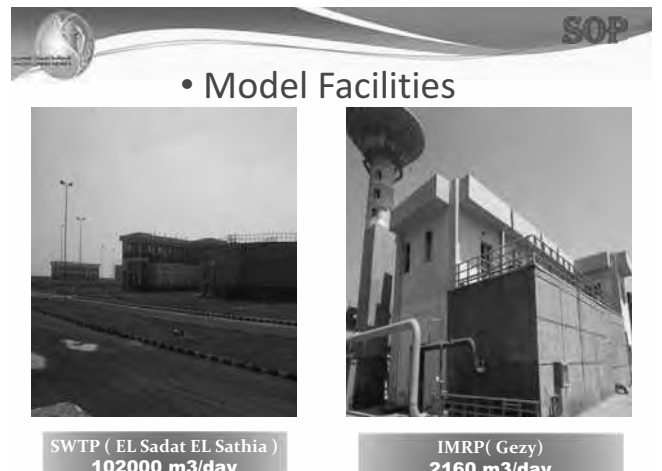 SOP
• Model Facilities
SWTP ( EL Sadat EL Sathia )
102000 m3/day
IMRP( Gezy)
2160 m3/day